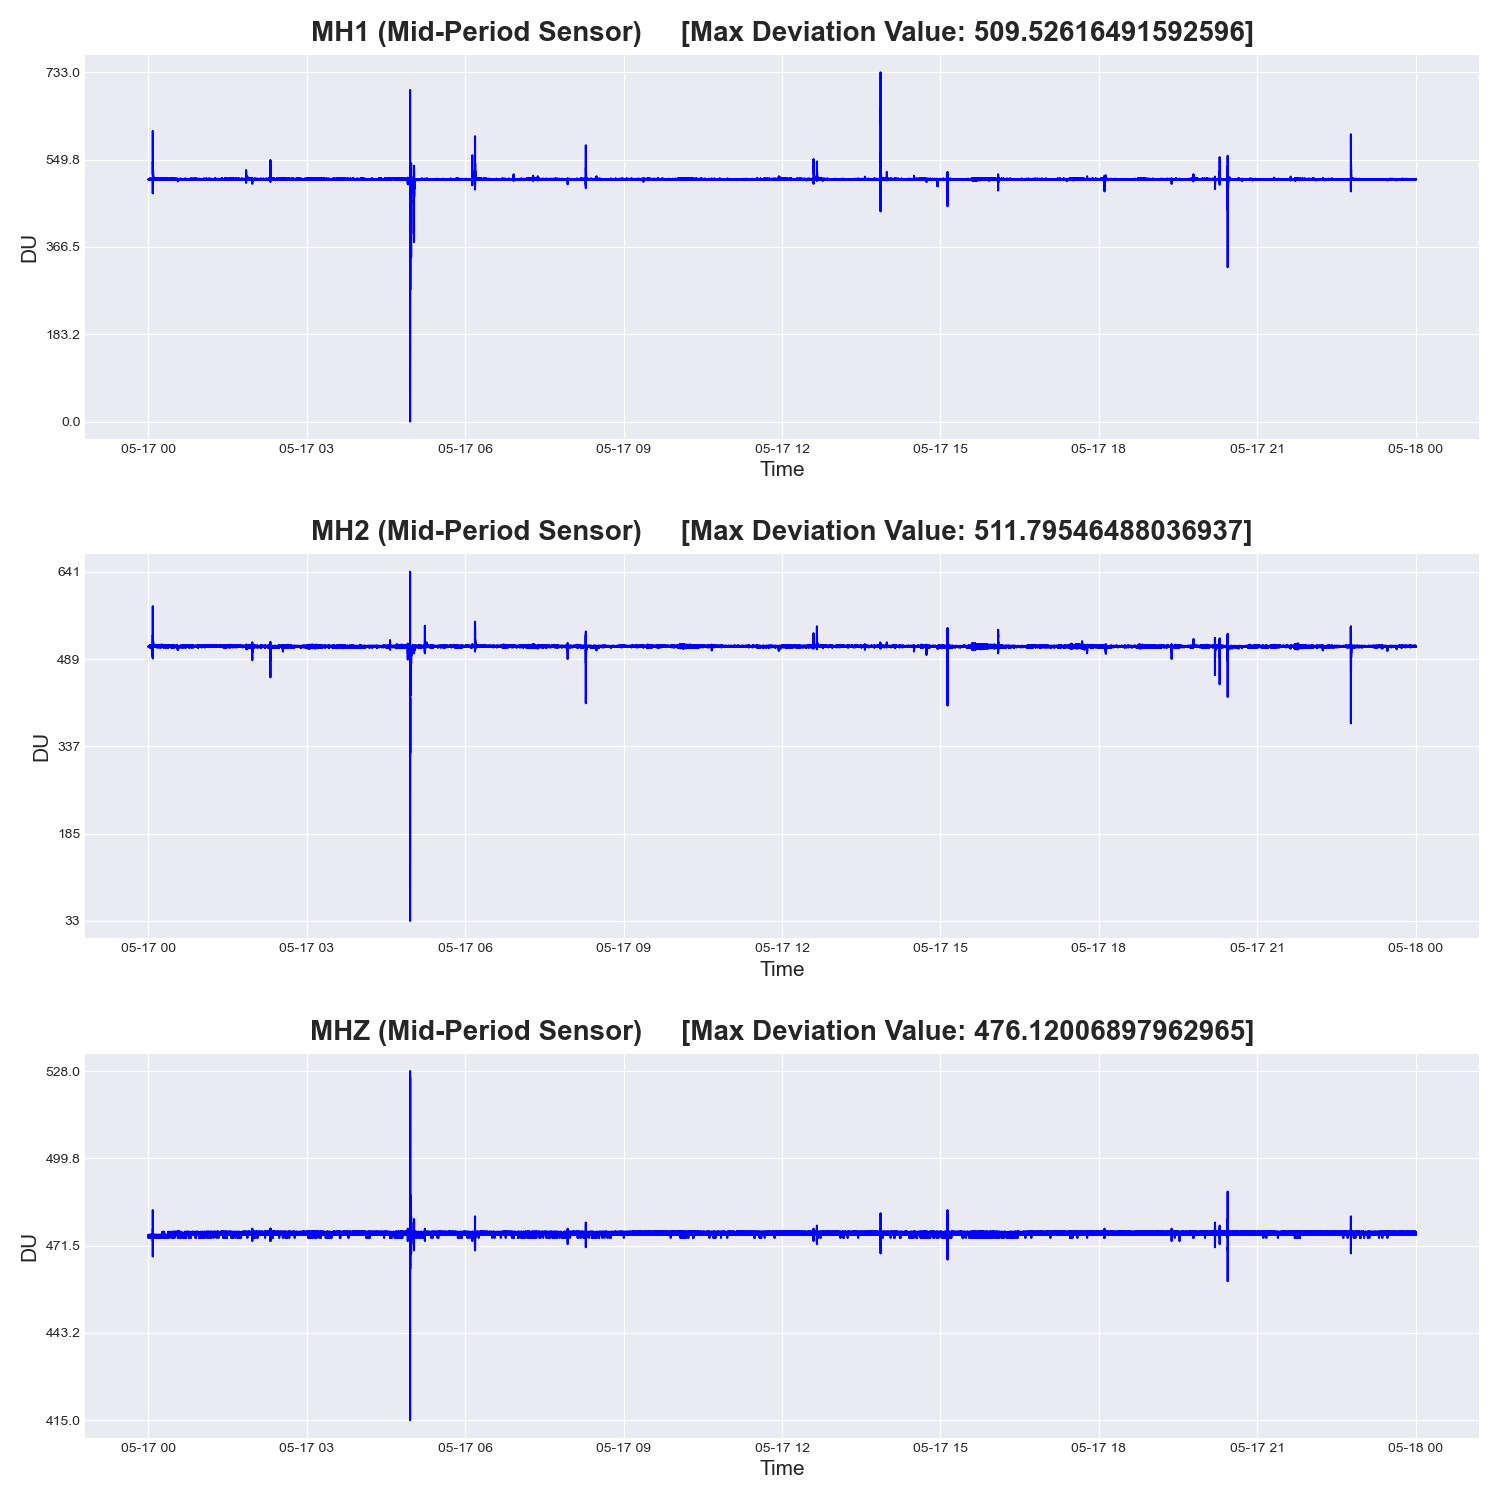 MH1 (Mid-Period Sensor) [Max Deviation Value: 509.52616491592596]
733.0
549.8
366.5
183.2
0.0
DU
05-17 00 05-17 03 05-17 06 05-17 09 05-17 12 05-17 15 05-17 18 05-17 21 05-18 00
Time
MH2 (Mid-Period Sensor) [Max Deviation Value: 511.79546488036937]
641
489
337
185
33
DU
05-17 00 05-17 03 05-17 06 05-17 09 05-17 12 05-17 15 05-17 18 05-17 21 05-18 00
Time
MHZ (Mid-Period Sensor) [Max Deviation Value: 476.12006897962965]
528.0
499.8
471.5
443.2
415.0
DU
05-17 00 05-17 03 05-17 06 05-17 09 05-17 12 05-17 15 05-17 18 05-17 21 05-18 00
Time